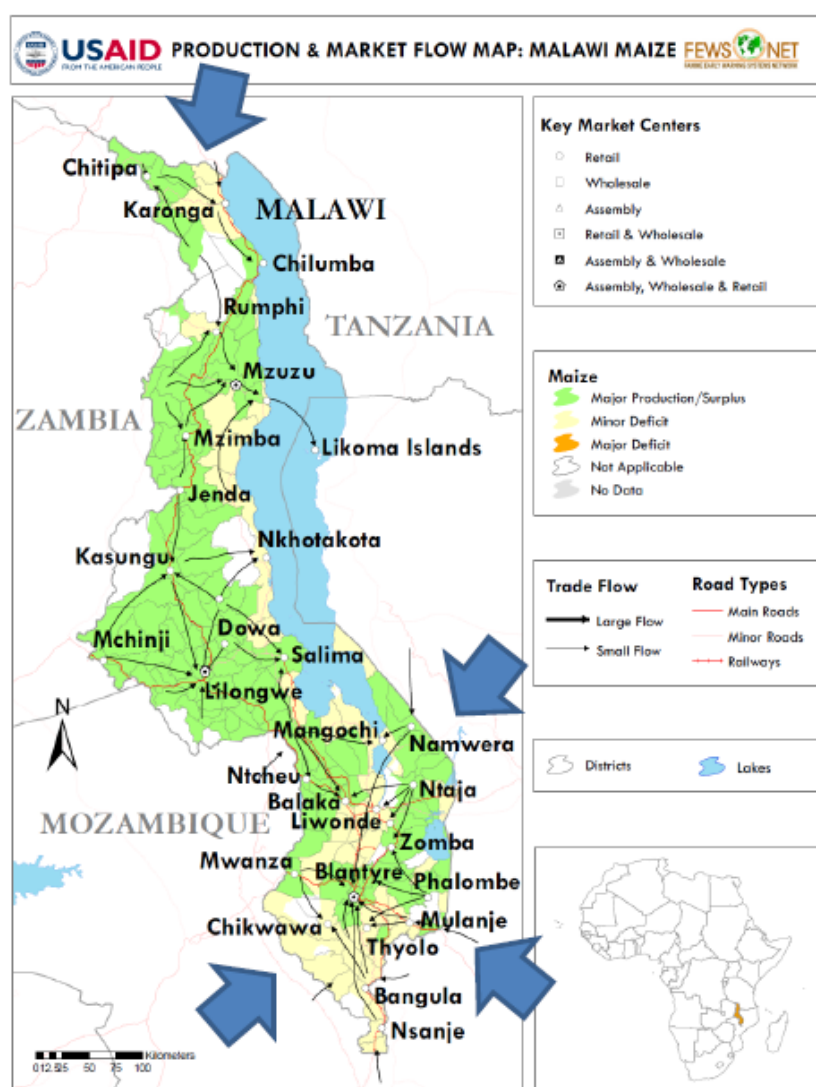 USAID
FROM THE AMERICAN PEOPLE
PRODUCTION & MARKET FLOW MAP: MALAWI MAIZE
FEWS NET
FAMINE EARLY WARNING SYSTEMS NETWORK
Chitipa
Karonga
MALAWI
Chilumba
Rumphi
TANZANIA
Mzuzu
ZAMBIA
Mzimba
Likoma Islands
Jenda
Nkhotakota
Kasungu
Mchinji
Dowa
Salima
Lilongwe
N
Mangochi
Namwera
Ntcheu
Ntaja
Balaka
MOZAMBIQUE
Liwonde
Zomba
Mwanza
Blantyre
Phalombe
Chikwawa
Mulanje
Thyolo
Bangula
Nsanje
Kilometers
0 12.5 25 50 75 100
Key Market Centers
Retail
Wholesale
Assembly
Retail & Wholesale
Assembly & Wholesale
Assembly, Wholesale & Retail
Maize
Major Production/Surplus
Minor Deficit
Major Deficit
Not Applicable
No Data
Trade Flow
Large Flow
Small Flow
Road Types
Main Roads
Minor Roads
Railways
Districts
Lakes